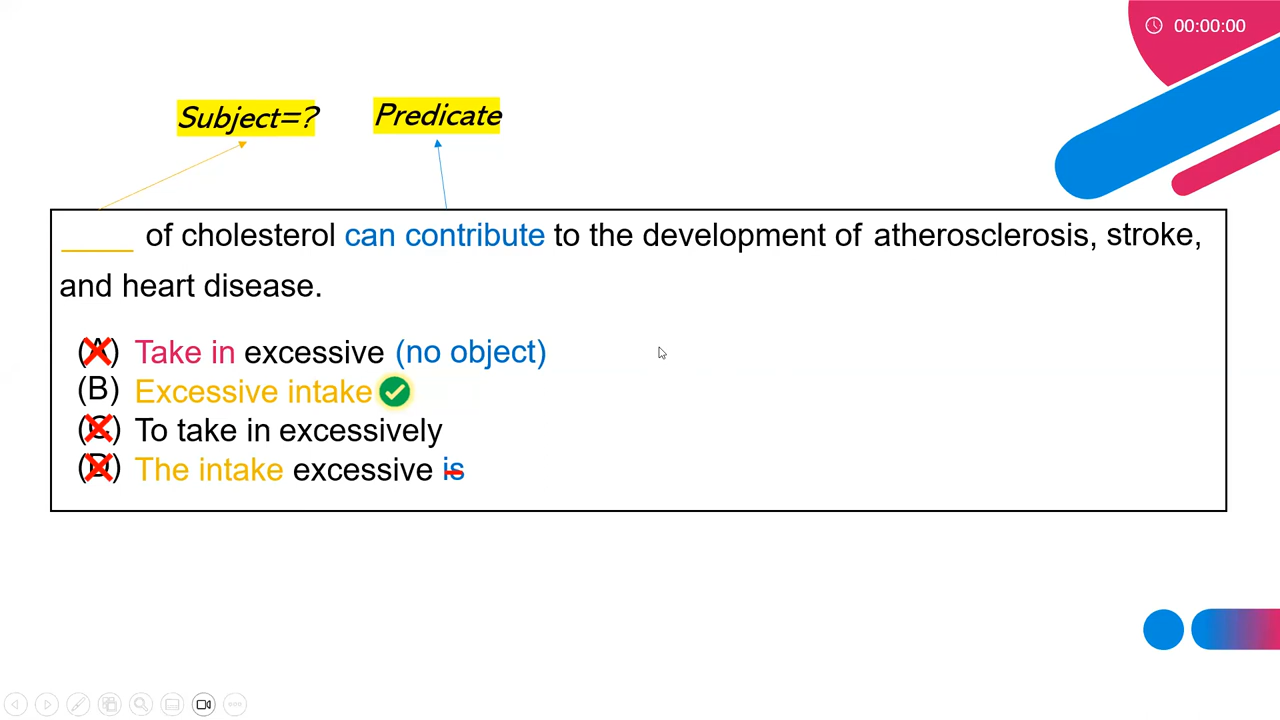 00:00:00
Subject=? Predicate
____ of cholesterol can contribute to the development of atherosclerosis, stroke,
and heart disease.
(A) Take in excessive (no object)
(B) Excessive intake
(C) To take in excessively
(D) The intake excessive is